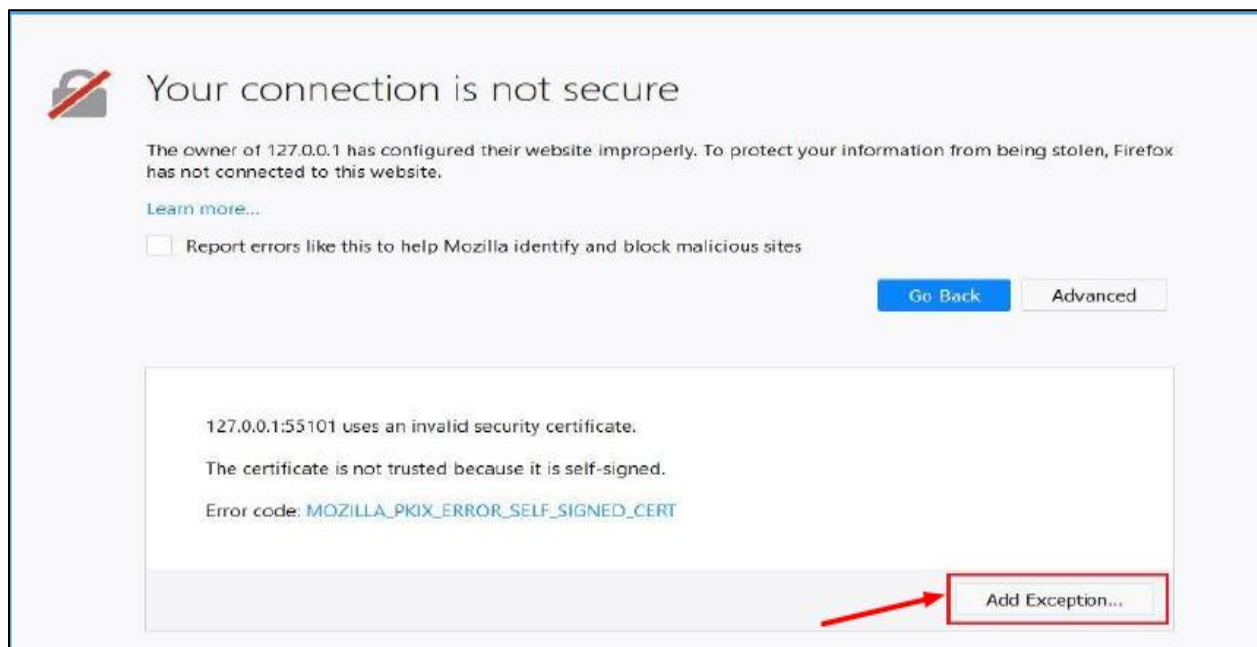 Your connection is not secure
The owner of 127.0.0.1 has configured their website improperly. To protect your information from being stolen, Firefox
has not connected to this website.
Learn more...
Report errors like this to help Mozilla identify and block malicious sites
Go Back
Advanced
127.0.0.1:55101 uses an invalid security certificate.
The certificate is not trusted because it is self-signed.
Error code: MOZILLA_PKIX_ERROR_SELF_SIGNED_CERT
Add Exception...